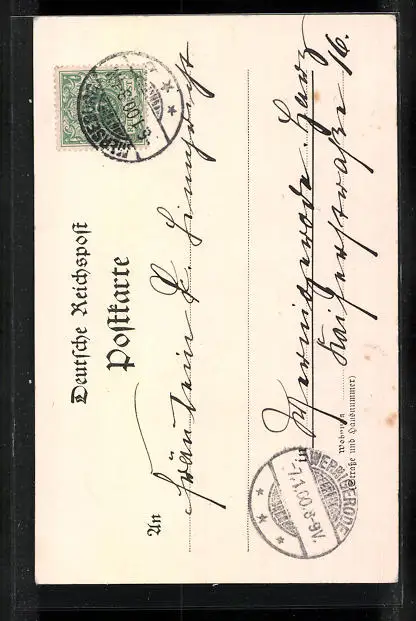 Deutsche Reichspost
Postkarte
An
Fräulein
in Wernigerode Harz
Kaiserstrasse 16.
Wohnung
(Straße und Hausnummer)
WERNIGERODE